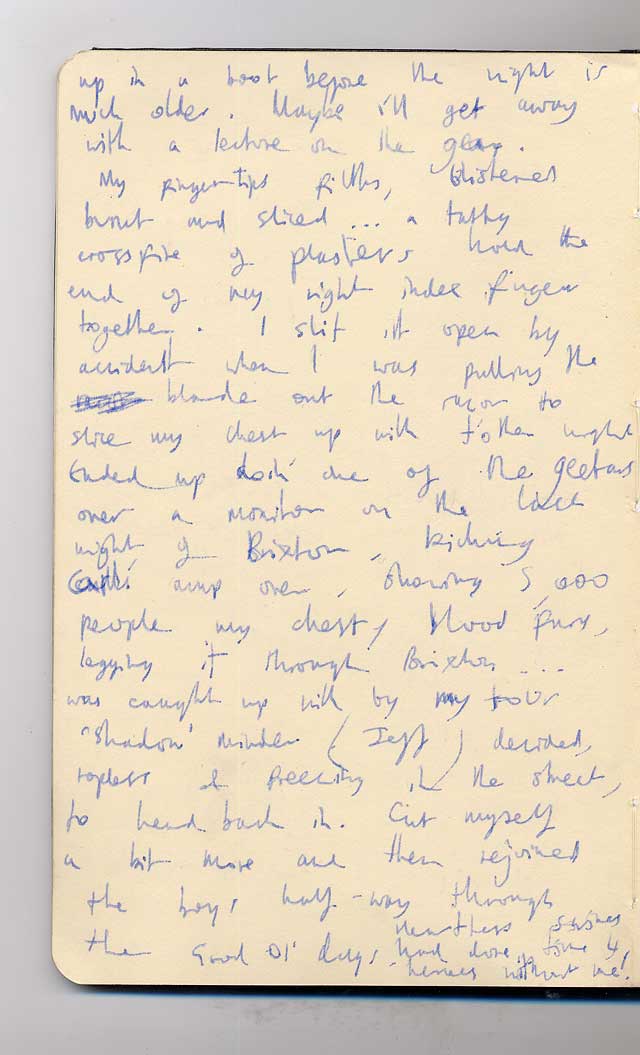 up in a boot before the night is
much older. Maybe i'll get away
with a lecture on the way.
My fingertips filthy, blistered
burnt and sliced ... a tatty
crossfire of plasters hold the
end of my right index finger
together. I slit it open by
accident when I was pulling the
blade out the razor to
slice my chest up with t'other night
Ended up doin' one of the geetars
over a monitor on the last
night of Brixton, kicking
Carl's amp over, showing 5,000
people my chest, blood furs,
legging it through Brixton ...
was caught up with by my tour
'shadow' minder (Jeff) decided,
topless & freezing in the street,
to head back in. Cut myself
a bit more and then rejoined
the boys half-way through
the Good Ol' days
Heartless swines
had done time 4
heroes without me!